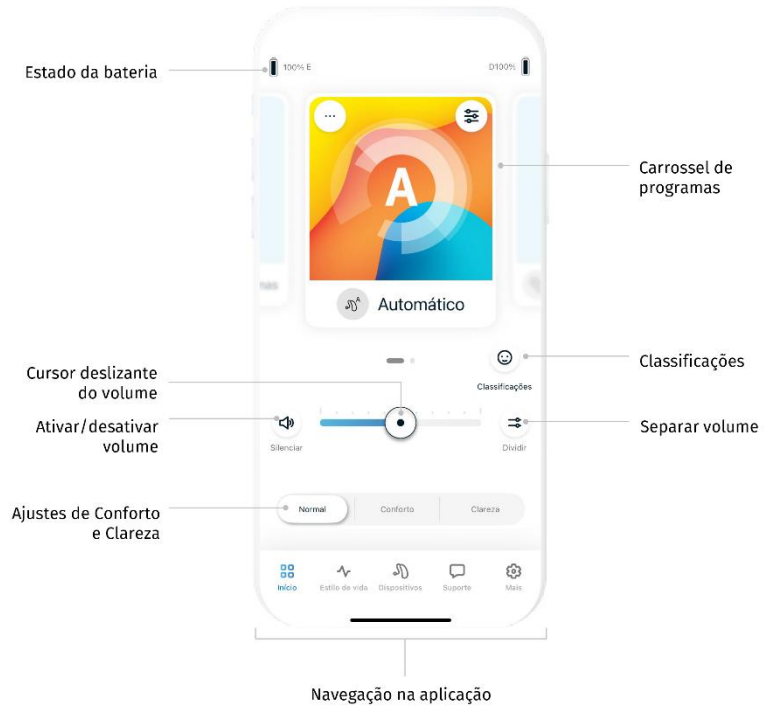 Estado da bateria
100% E
D100%
...
A
Carrossel de
programas
nas
A
Automático
Cursor deslizante
do volume
Classificações
Classificações
Ativar/desativar
volume
Silenciar
Separar volume
Dividir
Ajustes de Conforto
e Clareza
Normal
Conforto
Clareza
Início
Estilo de vida
Dispositivos
Suporte
Mais
Navegação na aplicação